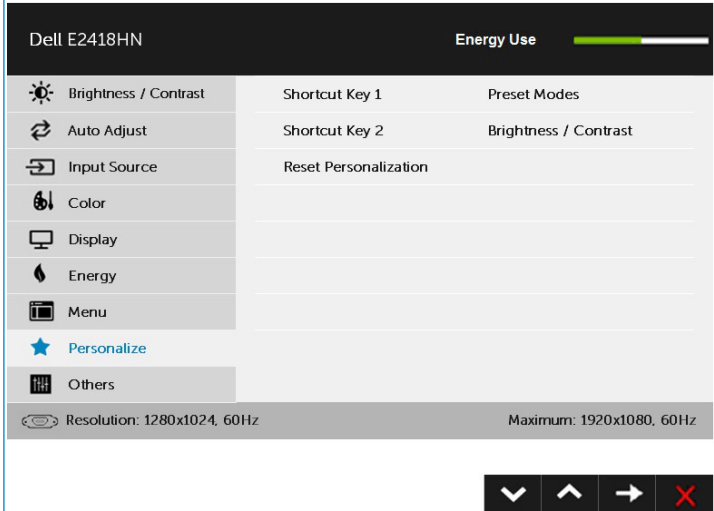 Dell E2418HN Energy Use
Brightness / Contrast Shortcut Key 1 Preset Modes
Auto Adjust Shortcut Key 2 Brightness / Contrast
Input Source Reset Personalization
Color
Display
Energy
Menu
Personalize
Others
Resolution: 1280x1024, 60Hz Maximum: 1920x1080, 60Hz